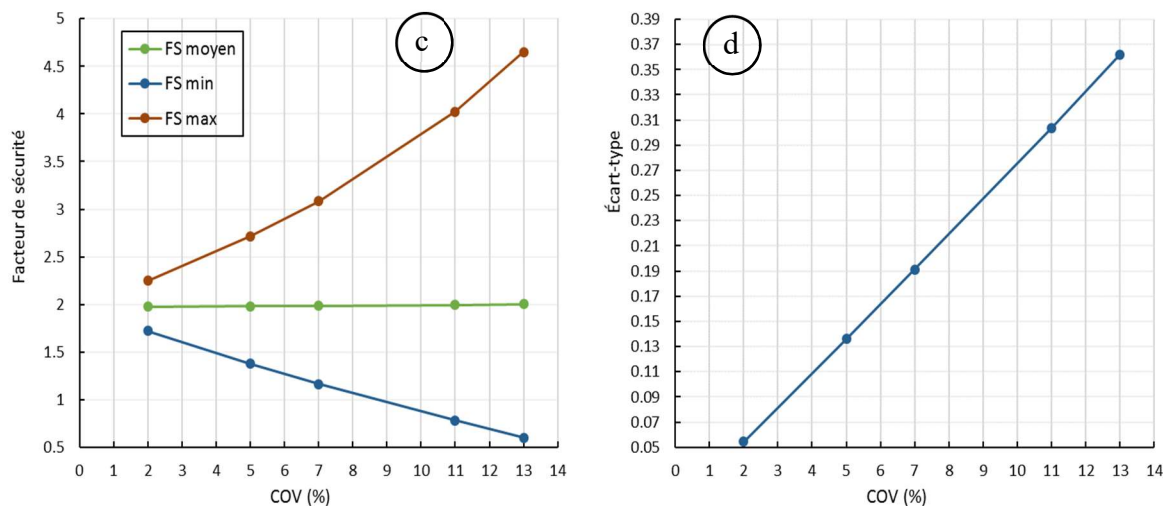 c
FS moyen
FS min
FS max
5
4.5
4
3.5
3
2.5
2
1.5
1
0.5
Facteur de sécurité
0 1 2 3 4 5 6 7 8 9 10 11 12 13 14
COV (%)
d
0.39
0.37
0.35
0.33
0.31
0.29
0.27
0.25
0.23
0.21
0.19
0.17
0.15
0.13
0.11
0.09
0.07
0.05
Écart-type
0 1 2 3 4 5 6 7 8 9 10 11 12 13 14
COV (%)